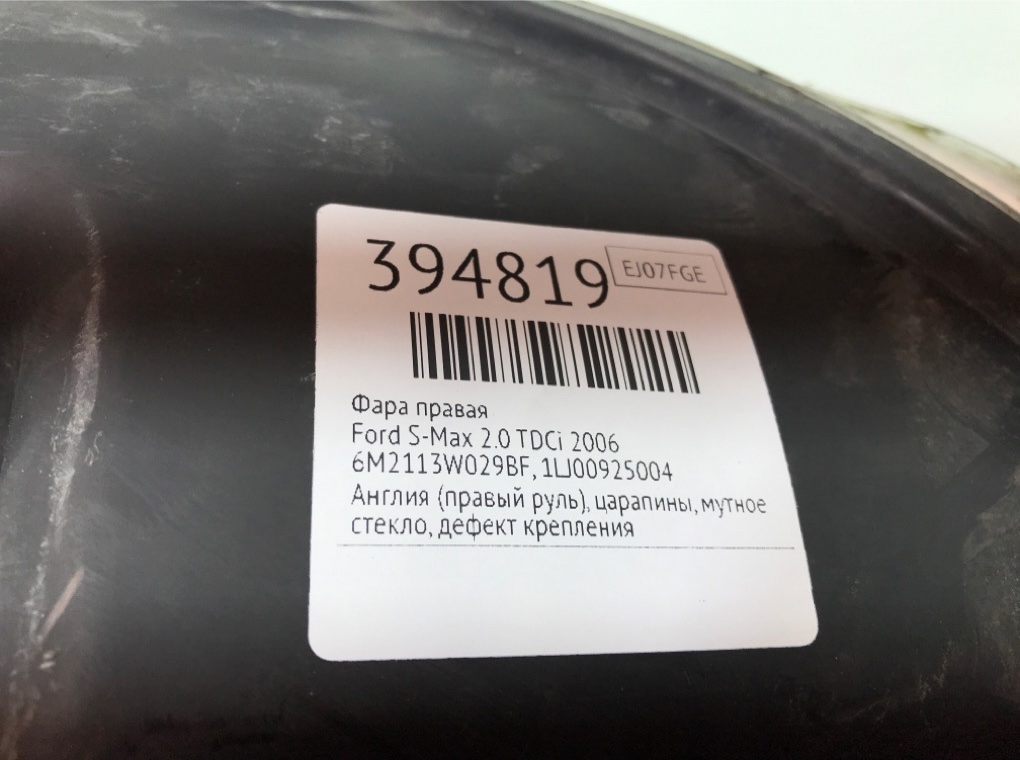 394819 EJ07FGE
Фара правая
Ford S-Max 2.0 TDCi 2006
6M2113W029BF, 1LJ00925004
Англия (правый руль), царапины, мутное
стекло, дефект крепления